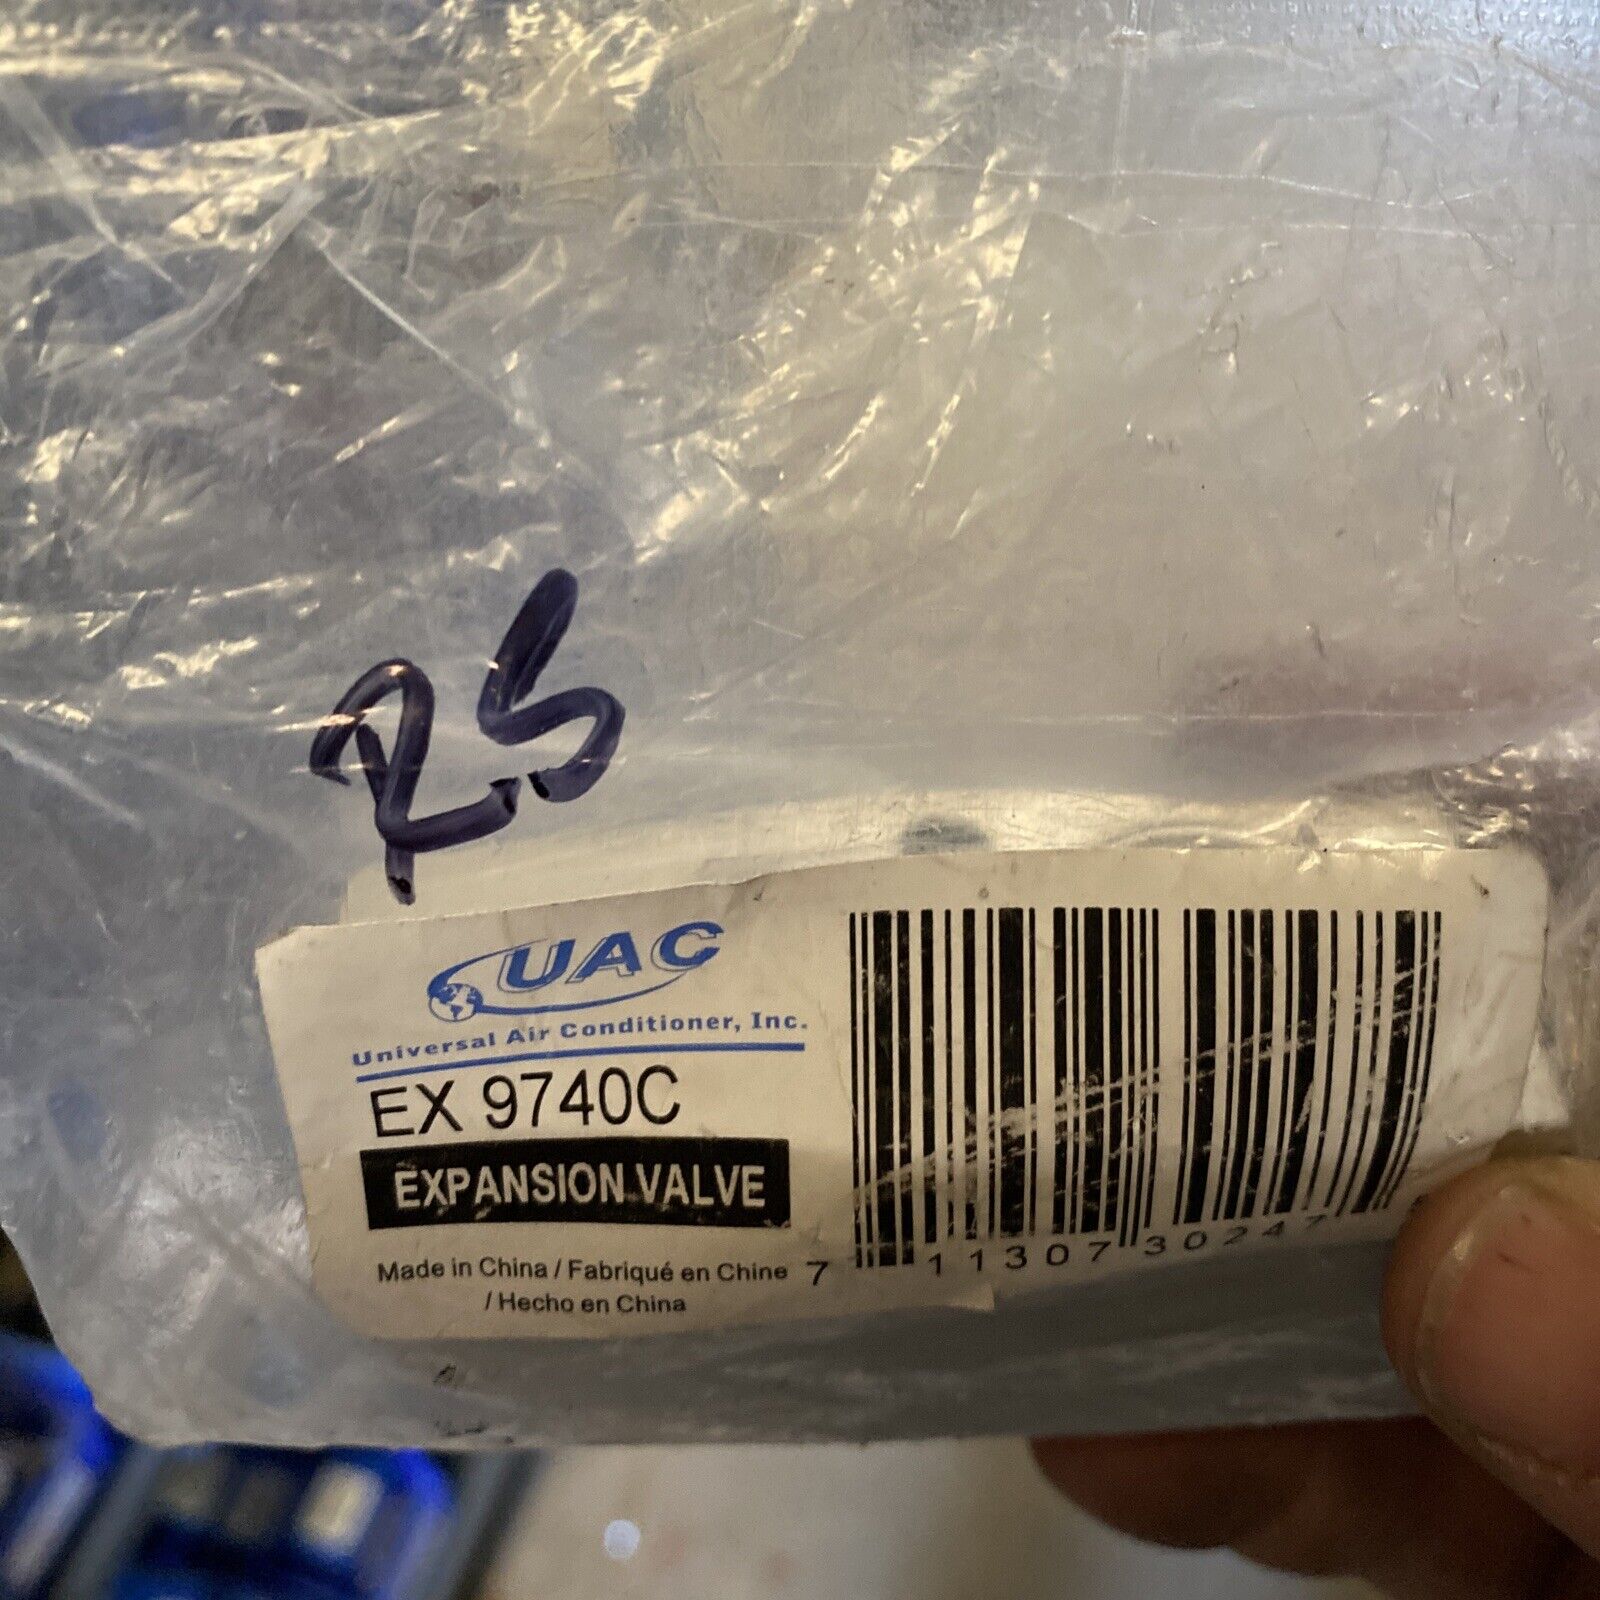 25
UAC
Universal Air Conditioner, Inc.
EX 9740C
EXPANSION VALVE
Made in China / Fabriqué en Chine
/ Hecho en China
7 11307 30247